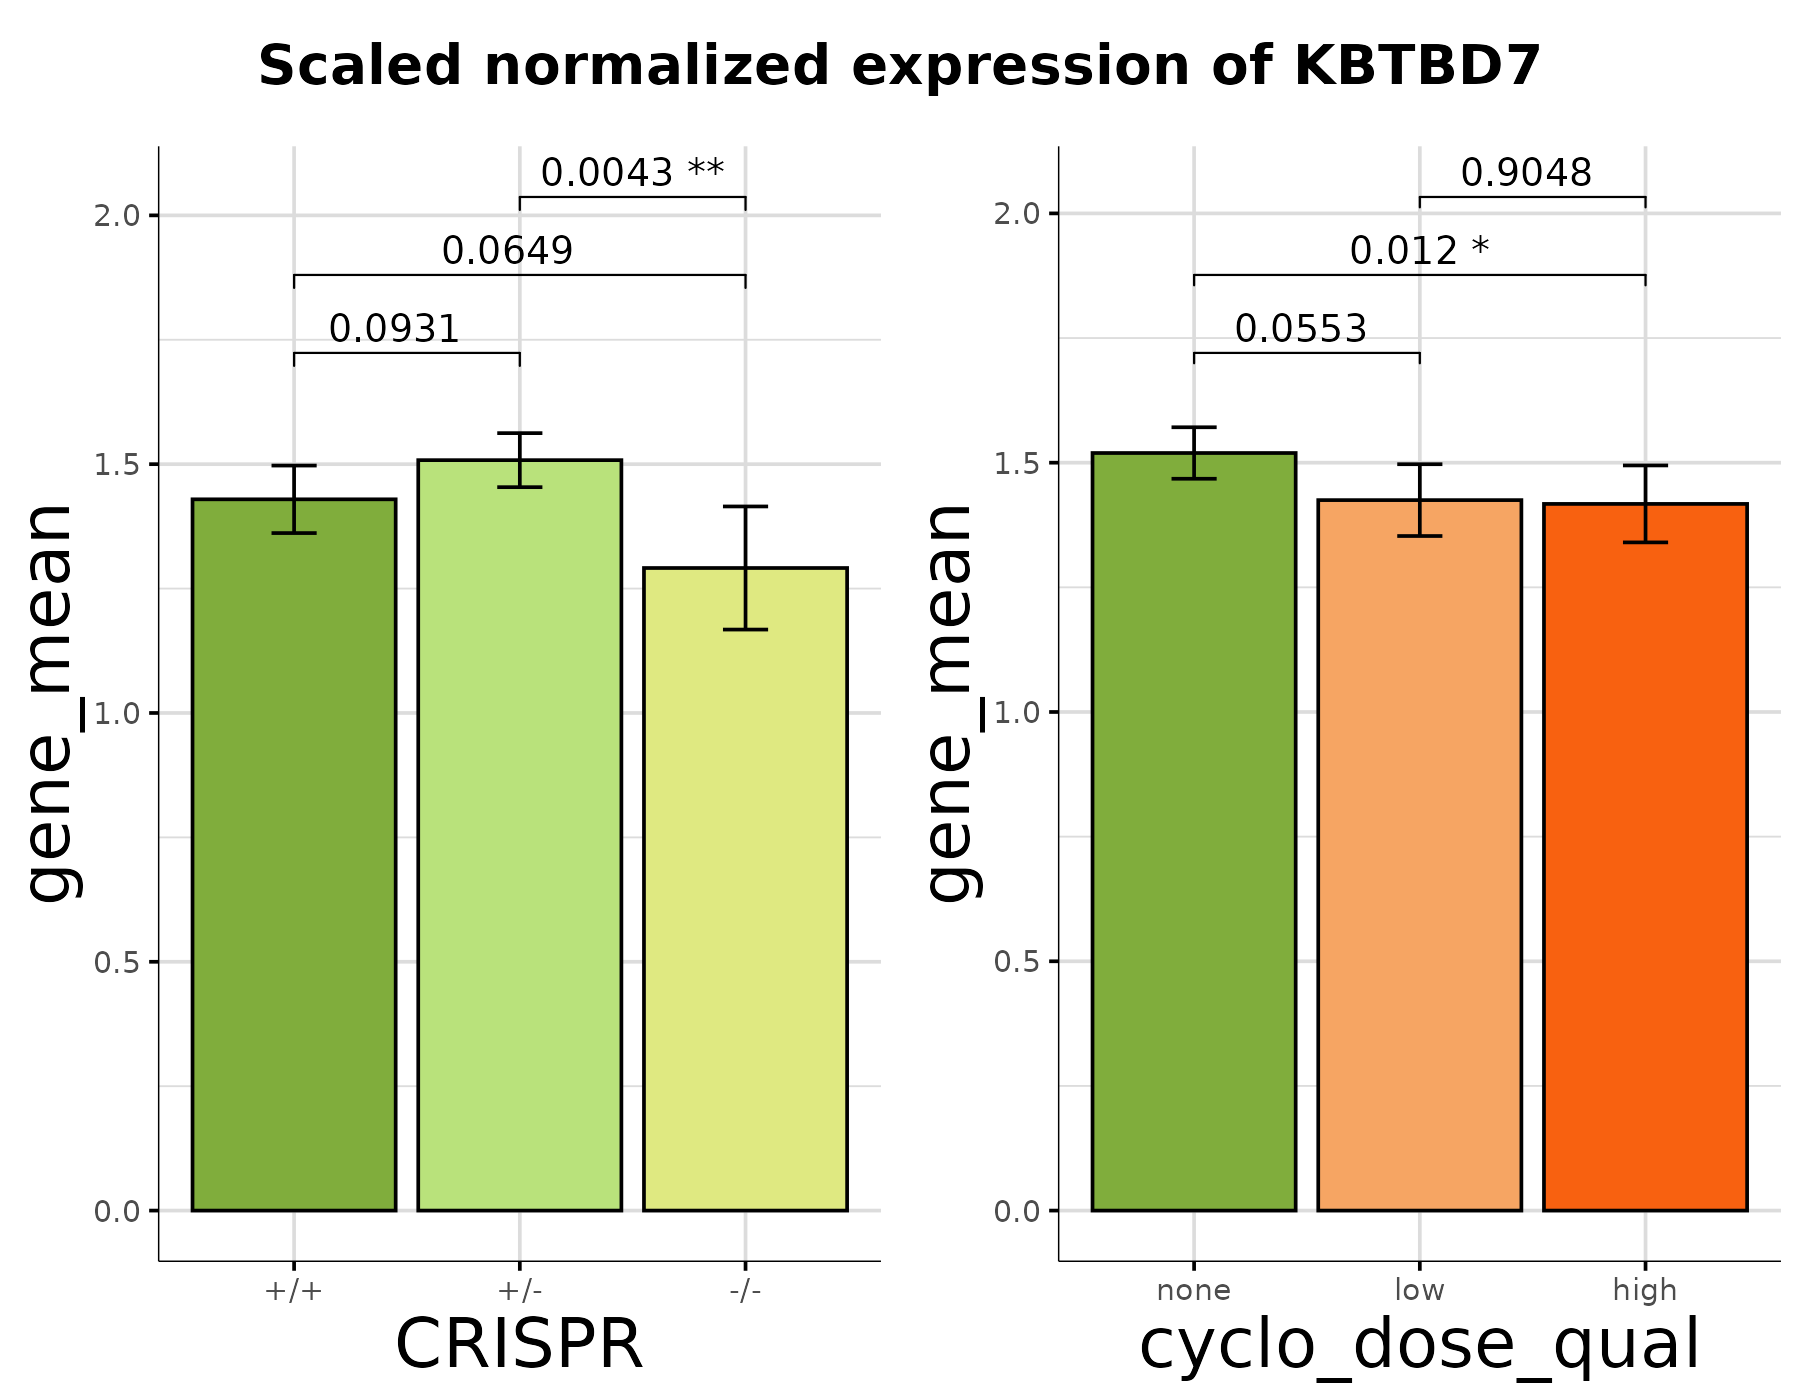 Scaled normalized expression of KBTBD7
0.0043 **
0.0649
0.0931
2.0
1.5
1.0
0.5
0.0
gene_mean
+/+ +/- -/-
CRISPR
0.9048
0.012 *
0.0553
2.0
1.5
1.0
0.5
0.0
gene_mean
none low high
cyclo_dose_qual